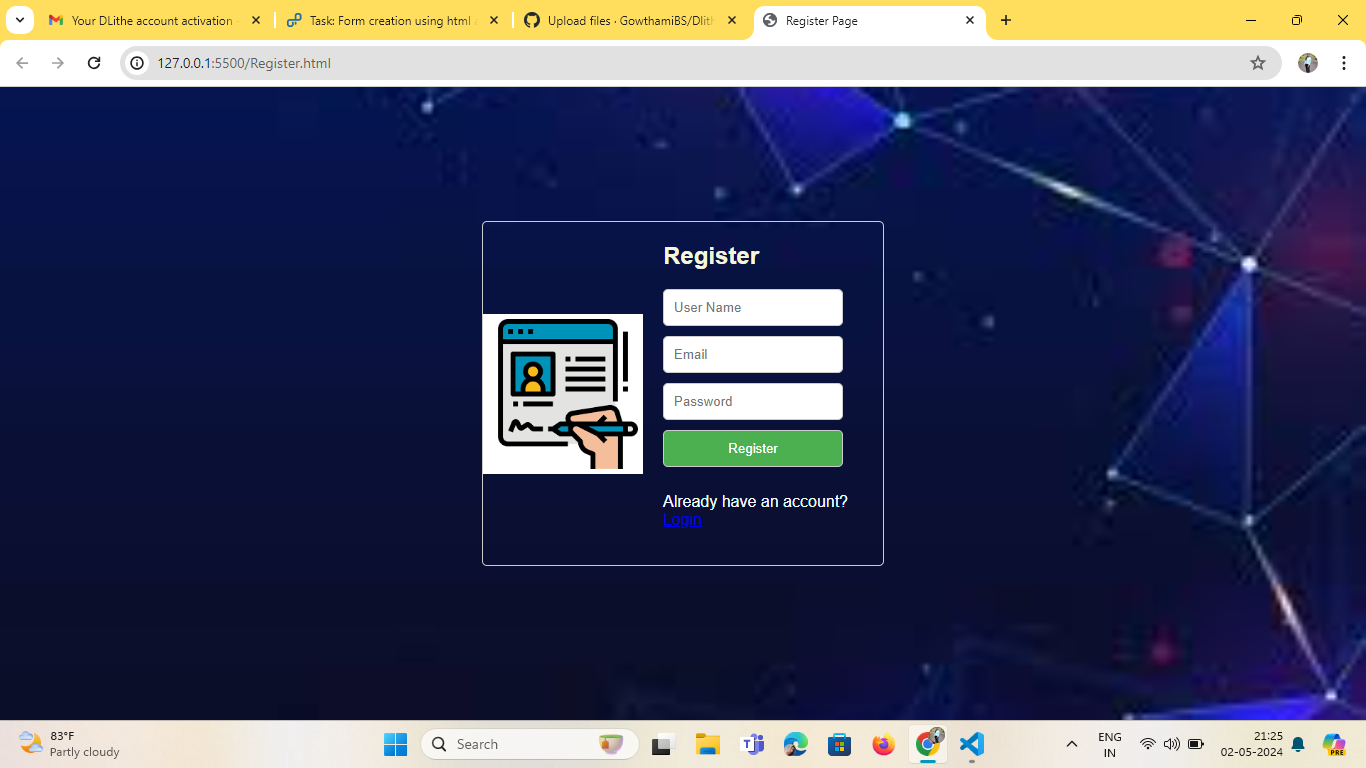 Your DLithe account activation
Task: Form creation using html
Upload files · GowthamiBS/Dlith
Register Page
127.0.0.1:5500/Register.html
Register
User Name
Email
Password
Register
Already have an account?
Login
83°F
Partly cloudy
Search
ENG
IN
21:25
02-05-2024
PRE